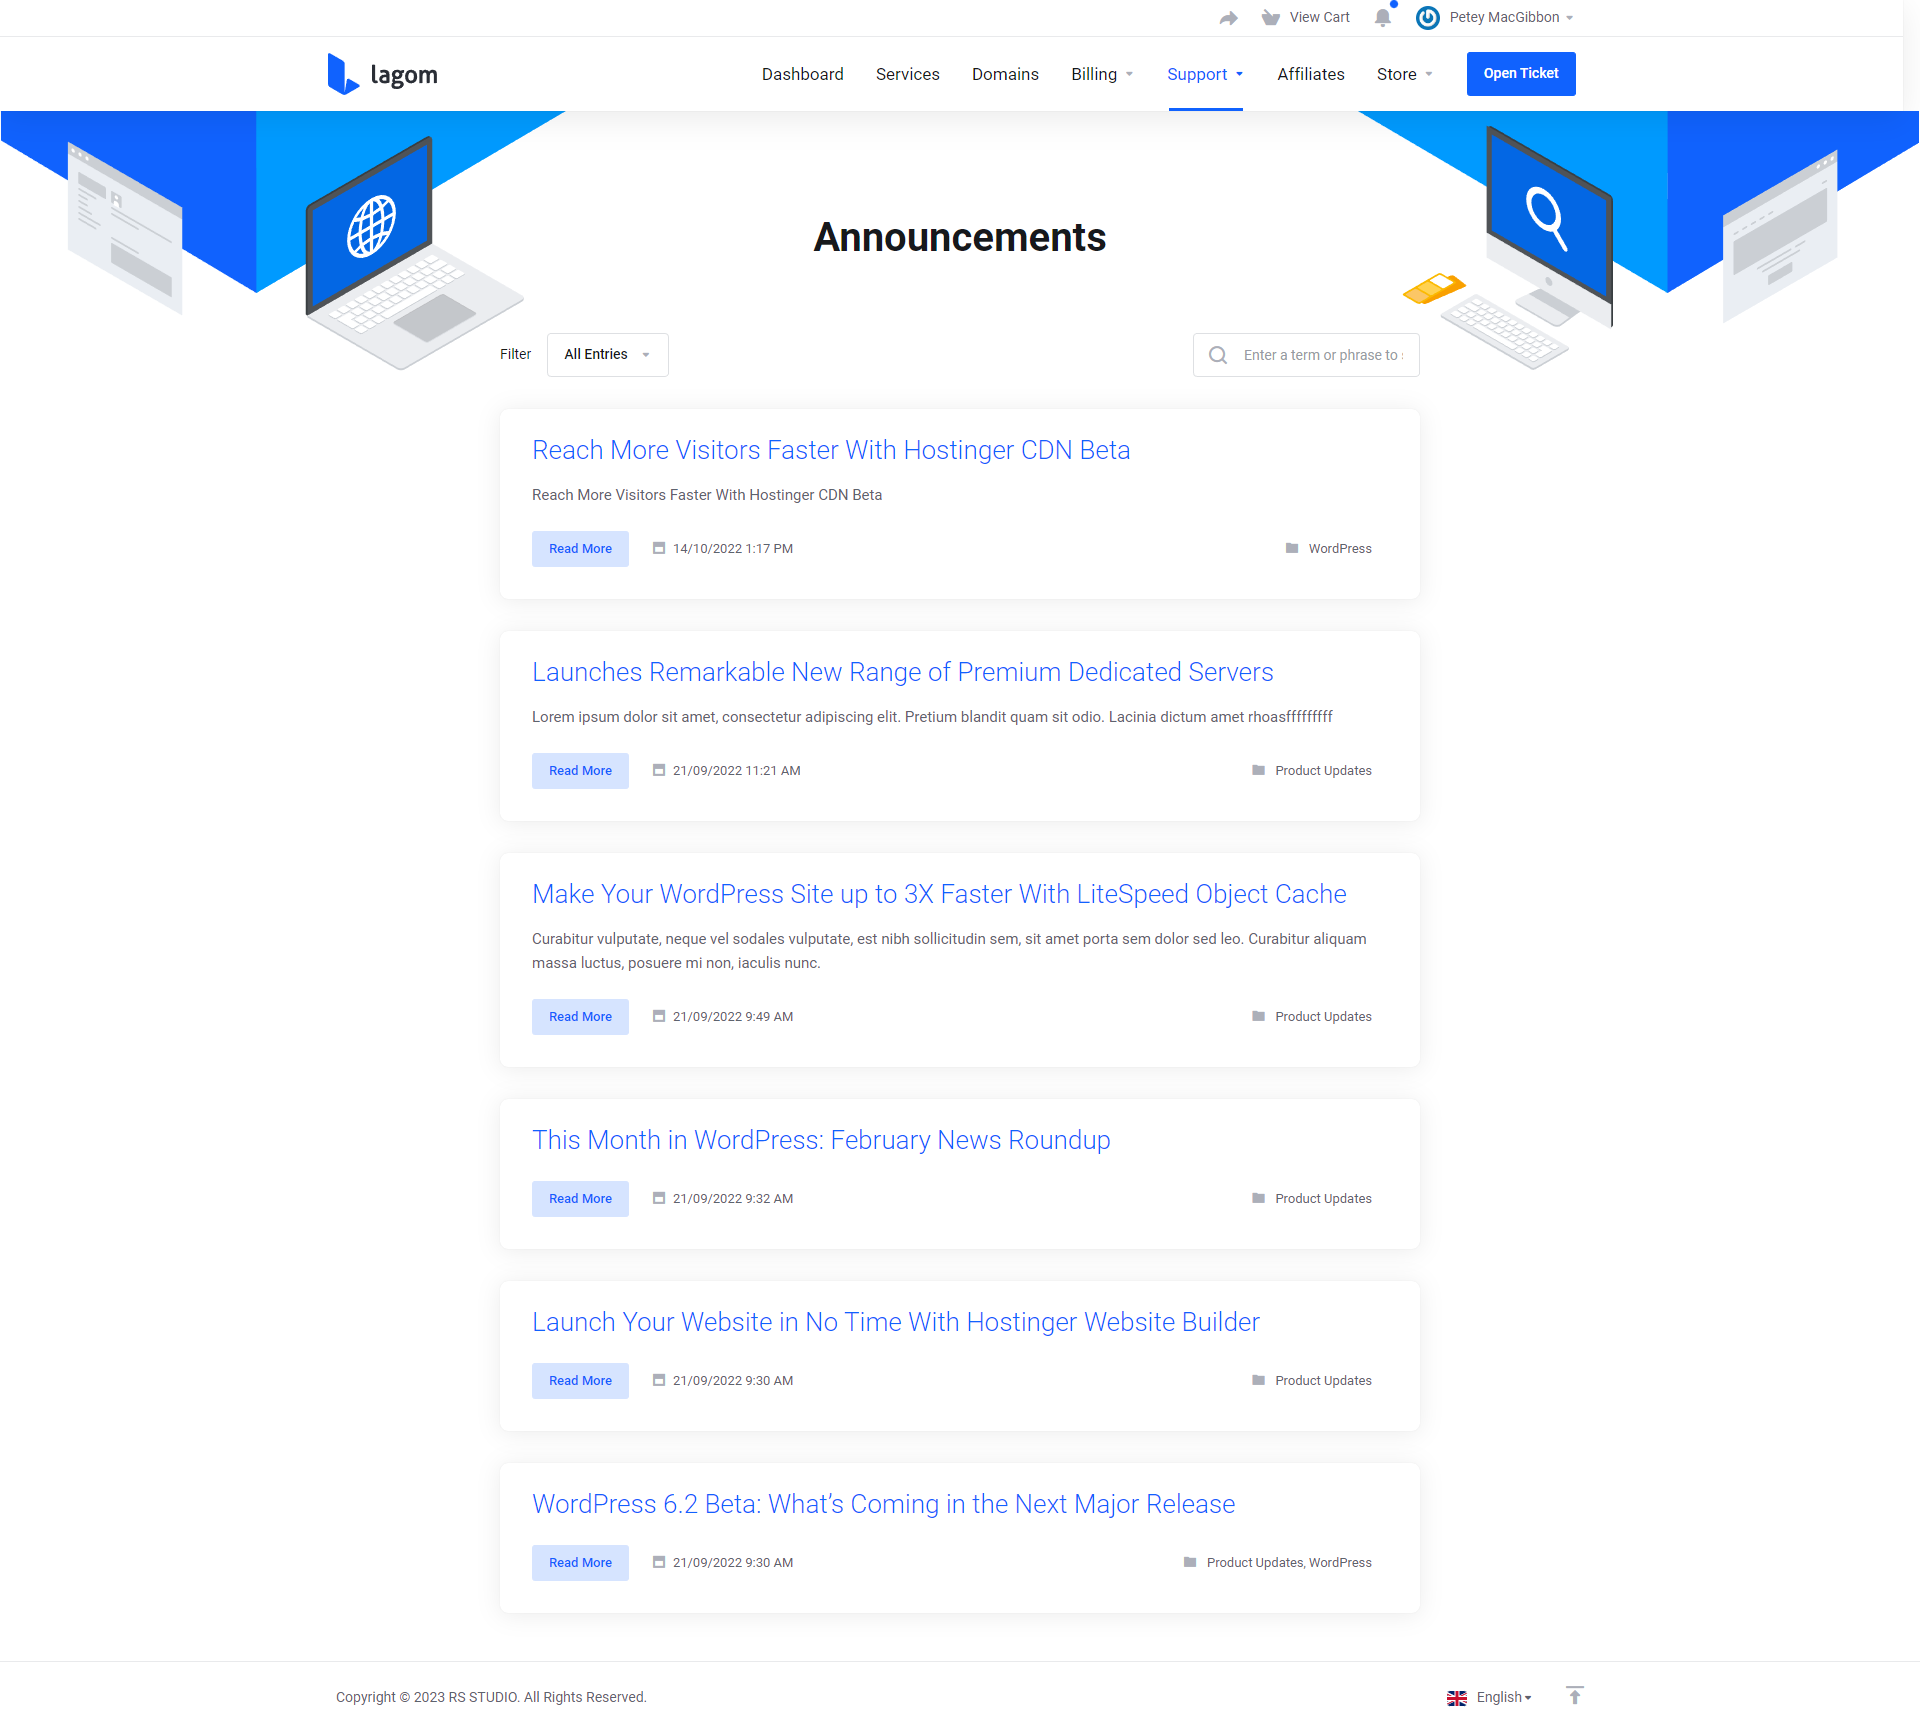 View Cart
Petey MacGibbon
lagom
Dashboard
Services
Domains
Billing
Support
Affiliates
Store
Open Ticket
Announcements
Filter
All Entries
Enter a term or phrase to
Reach More Visitors Faster With Hostinger CDN Beta
Reach More Visitors Faster With Hostinger CDN Beta
Read More
14/10/2022 1:17 PM
WordPress
Launches Remarkable New Range of Premium Dedicated Servers
Lorem ipsum dolor sit amet, consectetur adipiscing elit. Pretium blandit quam sit odio. Lacinia dictum amet rhoasfffffffff
Read More
21/09/2022 11:21 AM
Product Updates
Make Your WordPress Site up to 3X Faster With LiteSpeed Object Cache
Curabitur vulputate, neque vel sodales vulputate, est nibh sollicitudin sem, sit amet porta sem dolor sed leo. Curabitur aliquam
massa luctus, posuere mi non, iaculis nunc.
Read More
21/09/2022 9:49 AM
Product Updates
This Month in WordPress: February News Roundup
Read More
21/09/2022 9:32 AM
Product Updates
Launch Your Website in No Time With Hostinger Website Builder
Read More
21/09/2022 9:30 AM
Product Updates
WordPress 6.2 Beta: What’s Coming in the Next Major Release
Read More
21/09/2022 9:30 AM
Product Updates, WordPress
Copyright © 2023 RS STUDIO. All Rights Reserved.
English